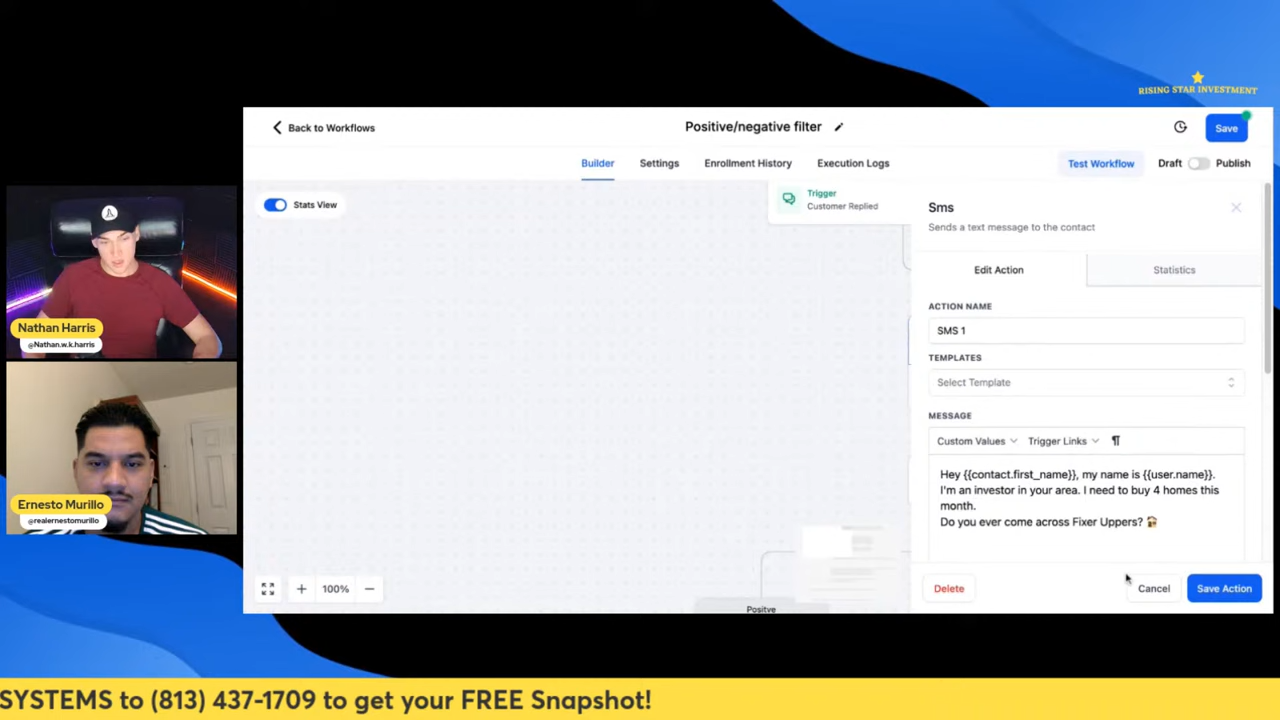 RISING STAR INVESTMENT
Back to Workflows
Positive/negative filter
Save
Builder
Settings
Enrollment History
Execution Logs
Test Workflow
Draft
Publish
Stats View
Trigger
Customer Replied
Sms
Sends a text message to the contact
Edit Action
Statistics
ACTION NAME
SMS 1
TEMPLATES
Select Template
MESSAGE
Custom Values
Trigger Links
Hey {{contact.first_name}}, my name is {{user.name}}.
I'm an investor in your area. I need to buy 4 homes this
month.
Do you ever come across Fixer Uppers?
Delete
Cancel
Save Action
100%
Positve
Nathan Harris
@Nathan.w.k.harris
Ernesto Murillo
@realernestomurillo
SYSTEMS to (813) 437-1709 to get your FREE Snapshot!